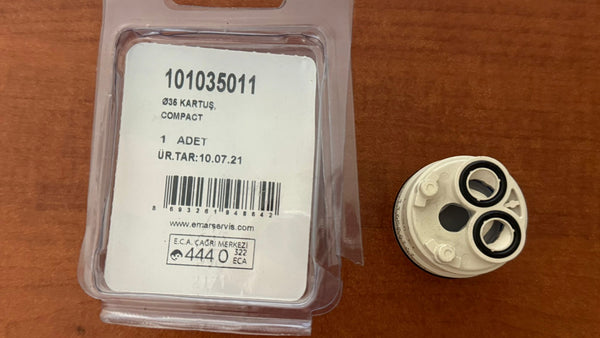 101035011
Ø35 KARTUŞ,
COMPACT
1 ADET
ÜR.TAR:10.07.21
8 693261 948642
www.emarservis.com
E.C.A. ÇAĞRI MERKEZİ
444 0 322
ECA